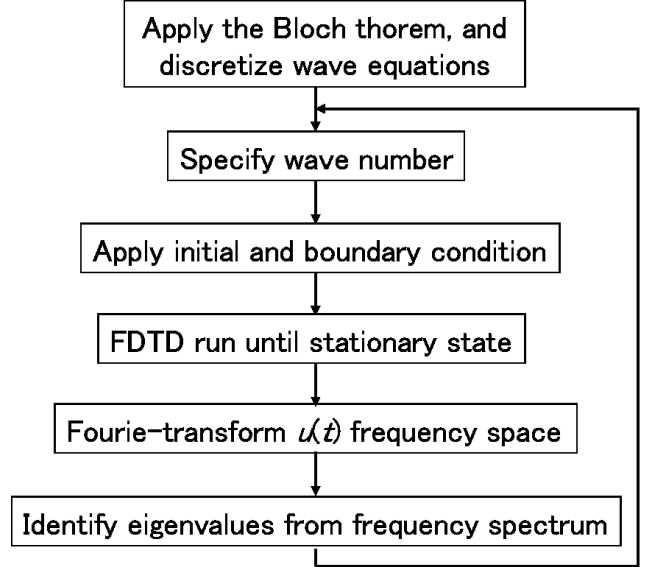 Apply the Bloch thorem, and
discretize wave equations
Specify wave number
Apply initial and boundary condition
FDTD run until stationary state
Fourie-transform u(t) frequency space
Identify eigenvalues from frequency spectrum